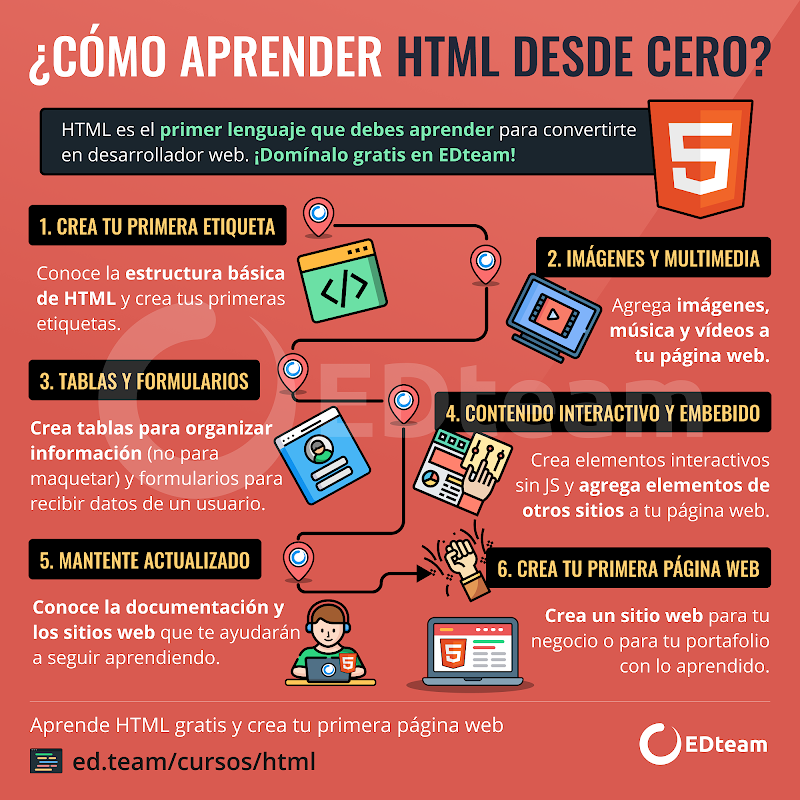 ¿CÓMO APRENDER HTML DESDE CERO?
HTML es el primer lenguaje que debes aprender para convertirte
en desarrollador web. ¡Domínalo gratis en EDteam!
5
1. CREA TU PRIMERA ETIQUETA
Conoce la estructura básica
de HTML y crea tus primeras
etiquetas.
</>
2. IMÁGENES Y MULTIMEDIA
Agrega imágenes,
música y vídeos a
tu página web.
3. TABLAS Y FORMULARIOS
Crea tablas para organizar
información (no para
maquetar) y formularios para
recibir datos de un usuario.
EDteam
4. CONTENIDO INTERACTIVO Y EMBEBIDO
Crea elementos interactivos
sin JS y agrega elementos de
otros sitios a tu página web.
5. MANTENTE ACTUALIZADO
Conoce la documentación y
los sitios web que te ayudarán
a seguir aprendiendo.
5
6. CREA TU PRIMERA PÁGINA WEB
Crea un sitio web para tu
negocio o para tu portafolio
con lo aprendido.
5
Aprende HTML gratis y crea tu primera página web
ed.team/cursos/html
EDteam